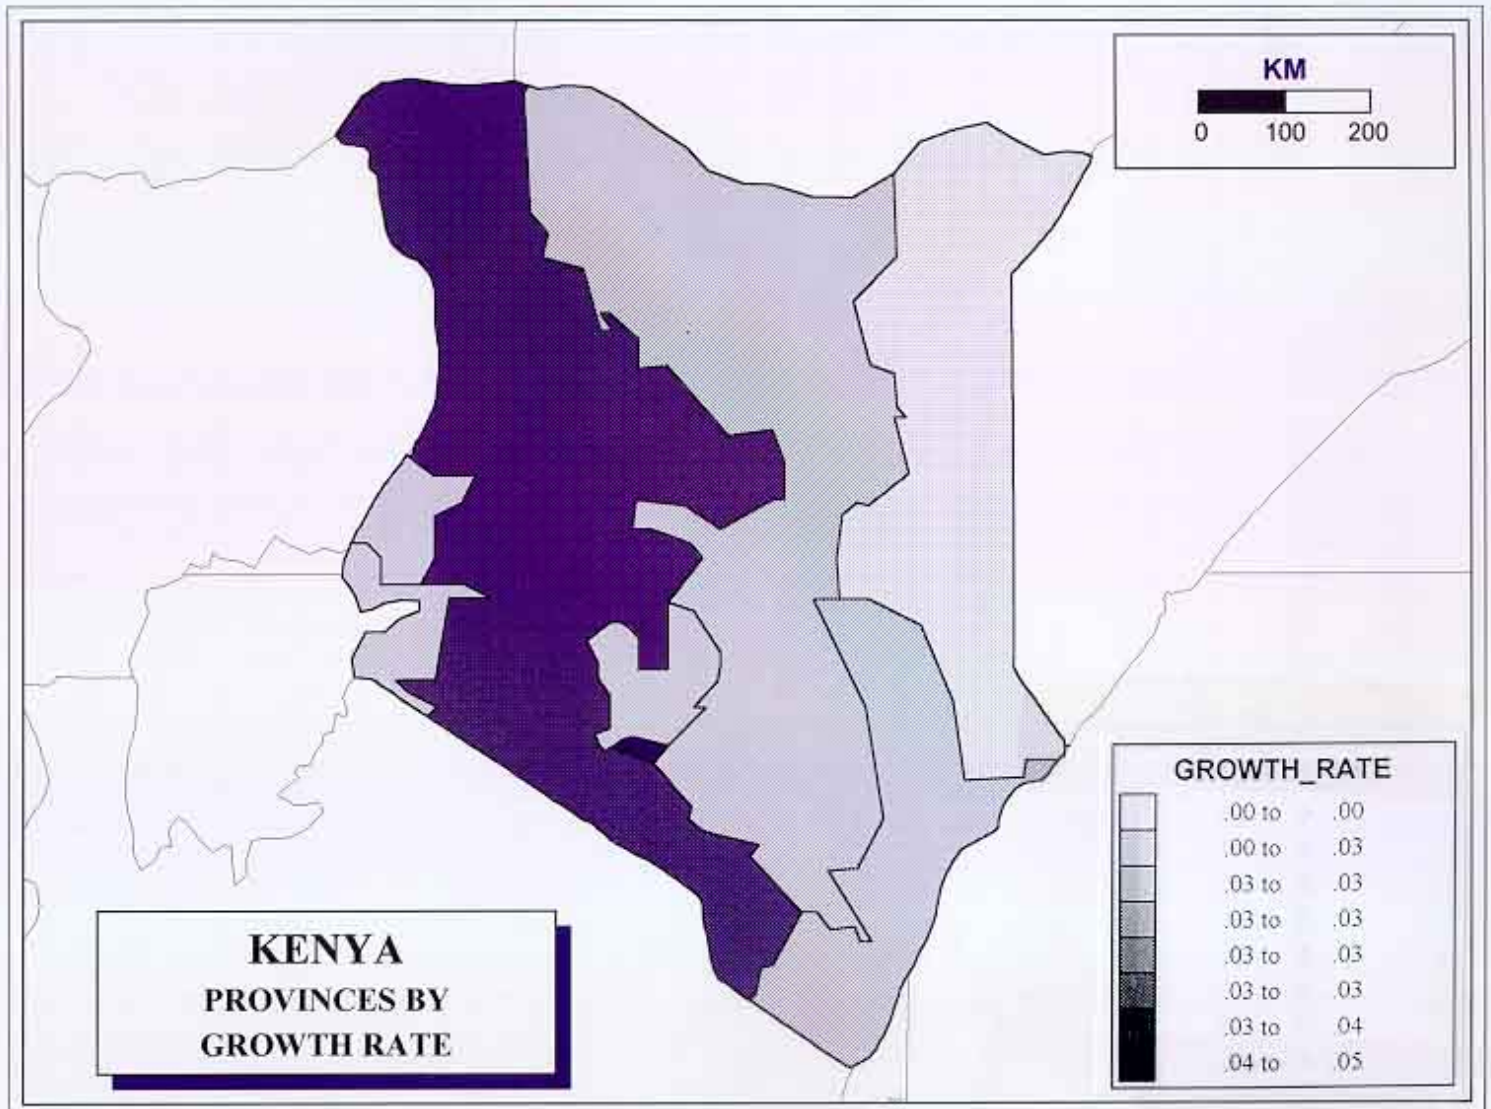 KM
0 100 200
GROWTH_RATE
.00 to .00
.00 to .03
.03 to .03
.03 to .03
.03 to .03
.03 to .03
.03 to .04
.04 to .05
KENYA
PROVINCES BY
GROWTH RATE